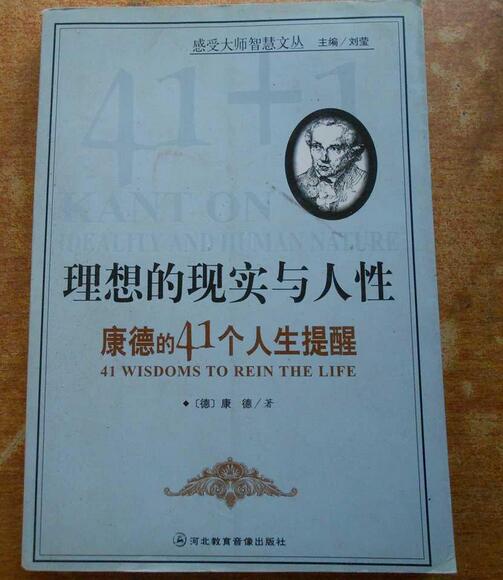 感受大师智慧文丛 主编/刘莹
41+1
KANT ON
IDEALITY AND HUMAN NATURE
理想的现实与人性
康德的41个人生提醒
41 WISDOMS TO REIN THE LIFE
◆〔德〕康 德/著
河北教育音像出版社